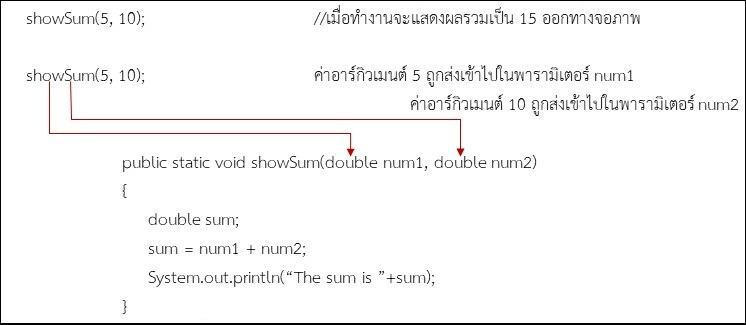 showSum(5, 10); //เมื่อทำงานจะแสดงผลรวมเป็น 15 ออกทางจอภาพ
showSum(5, 10); ค่าอาร์กิวเมนต์ 5 ถูกส่งเข้าไปในพารามิเตอร์ num1
ค่าอาร์กิวเมนต์ 10 ถูกส่งเข้าไปในพารามิเตอร์ num2
public static void showSum(double num1, double num2)
{
double sum;
sum = num1 + num2;
System.out.println(“The sum is ”+sum);
}